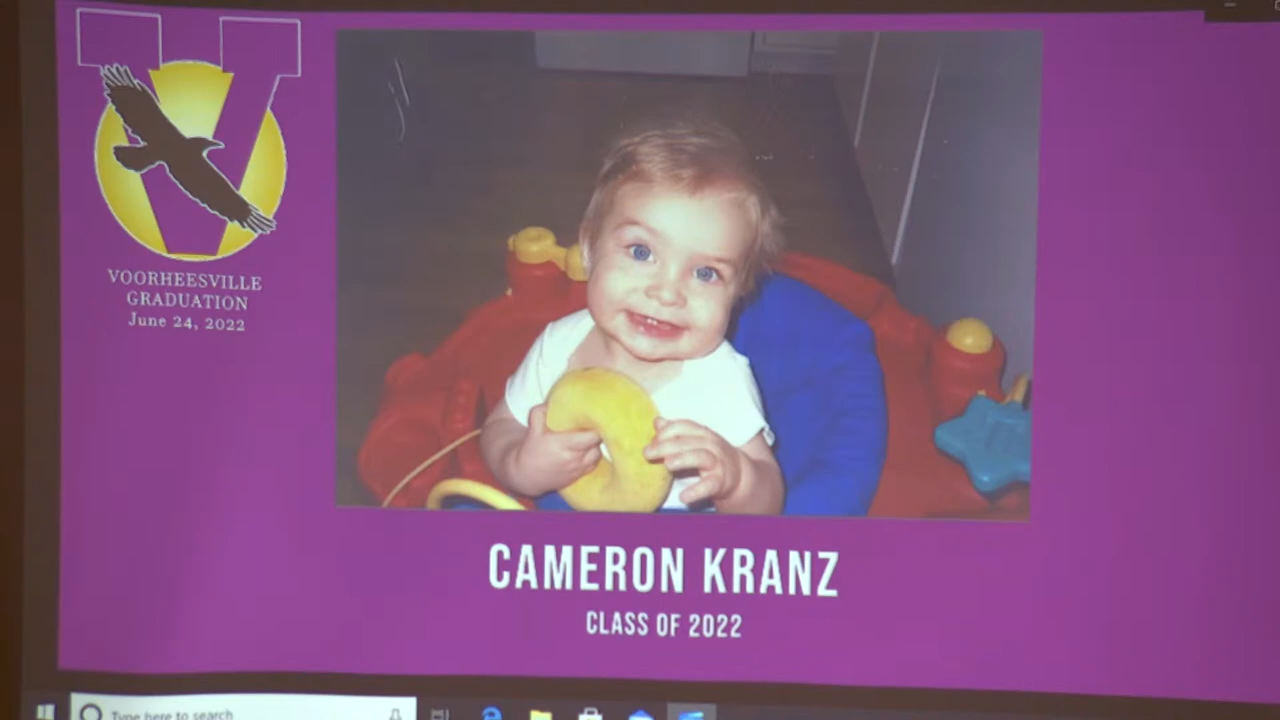 VOORHEESVILLE
GRADUATION
June 24, 2022
CAMERON KRANZ
CLASS OF 2022
Type here to search